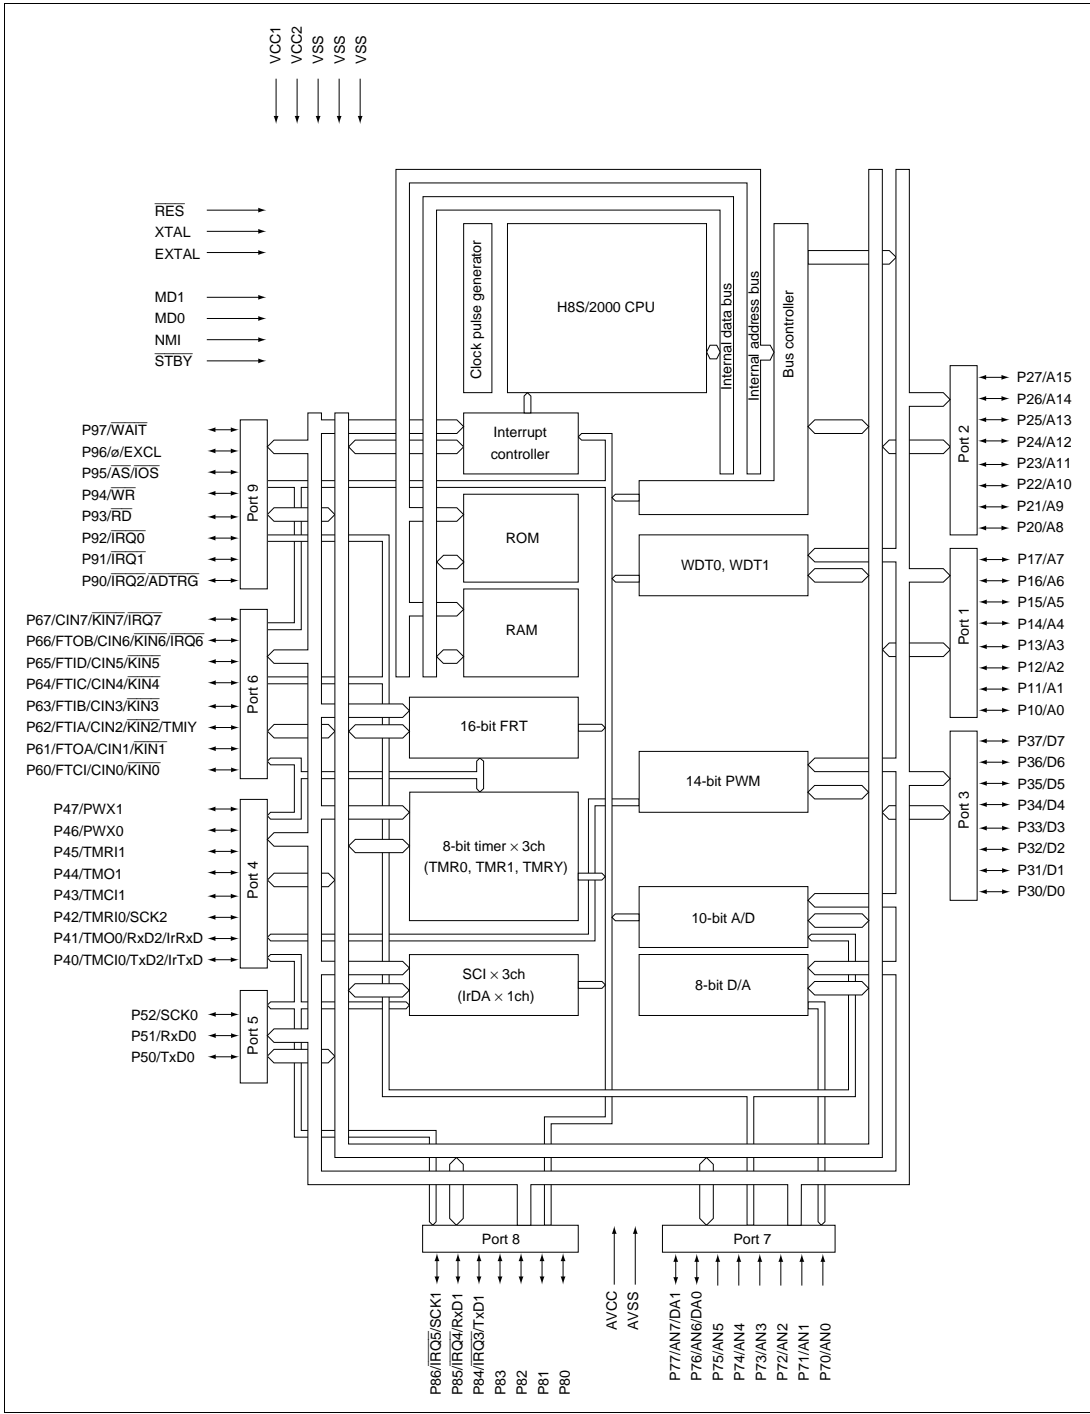 VCC1
VCC2
VSS
VSS
VSS
RES
XTAL
EXTAL
MD1
MD0
NMI
STBY
Clock pulse generator
H8S/2000 CPU
Internal data bus
Internal address bus
Bus controller
Interrupt
controller
ROM
RAM
WDT0, WDT1
16-bit FRT
14-bit PWM
8-bit timer × 3ch
(TMR0, TMR1, TMRY)
10-bit A/D
SCI × 3ch
(IrDA × 1ch)
8-bit D/A
P97/WAIT
P96/ø/EXCL
P95/AS/IOS
P94/WR
P93/RD
P92/IRQ0
P91/IRQ1
P90/IRQ2/ADTRG
Port 9
P67/CIN7/KIN7/IRQ7
P66/FTOB/CIN6/KIN6/IRQ6
P65/FTID/CIN5/KIN5
P64/FTIC/CIN4/KIN4
P63/FTIB/CIN3/KIN3
P62/FTIA/CIN2/KIN2/TMIY
P61/FTOA/CIN1/KIN1
P60/FTCI/CIN0/KIN0
Port 6
P47/PWX1
P46/PWX0
P45/TMRI1
P44/TMO1
P43/TMCI1
P42/TMRI0/SCK2
P41/TMO0/RxD2/IrRxD
P40/TMCI0/TxD2/IrTxD
Port 4
P52/SCK0
P51/RxD0
P50/TxD0
Port 5
Port 2
P27/A15
P26/A14
P25/A13
P24/A12
P23/A11
P22/A10
P21/A9
P20/A8
Port 1
P17/A7
P16/A6
P15/A5
P14/A4
P13/A3
P12/A2
P11/A1
P10/A0
Port 3
P37/D7
P36/D6
P35/D5
P34/D4
P33/D3
P32/D2
P31/D1
P30/D0
Port 8
P86/IRQ5/SCK1
P85/IRQ4/RxD1
P84/IRQ3/TxD1
P83
P82
P81
P80
AVCC
AVSS
Port 7
P77/AN7/DA1
P76/AN6/DA0
P75/AN5
P74/AN4
P73/AN3
P72/AN2
P71/AN1
P70/AN0